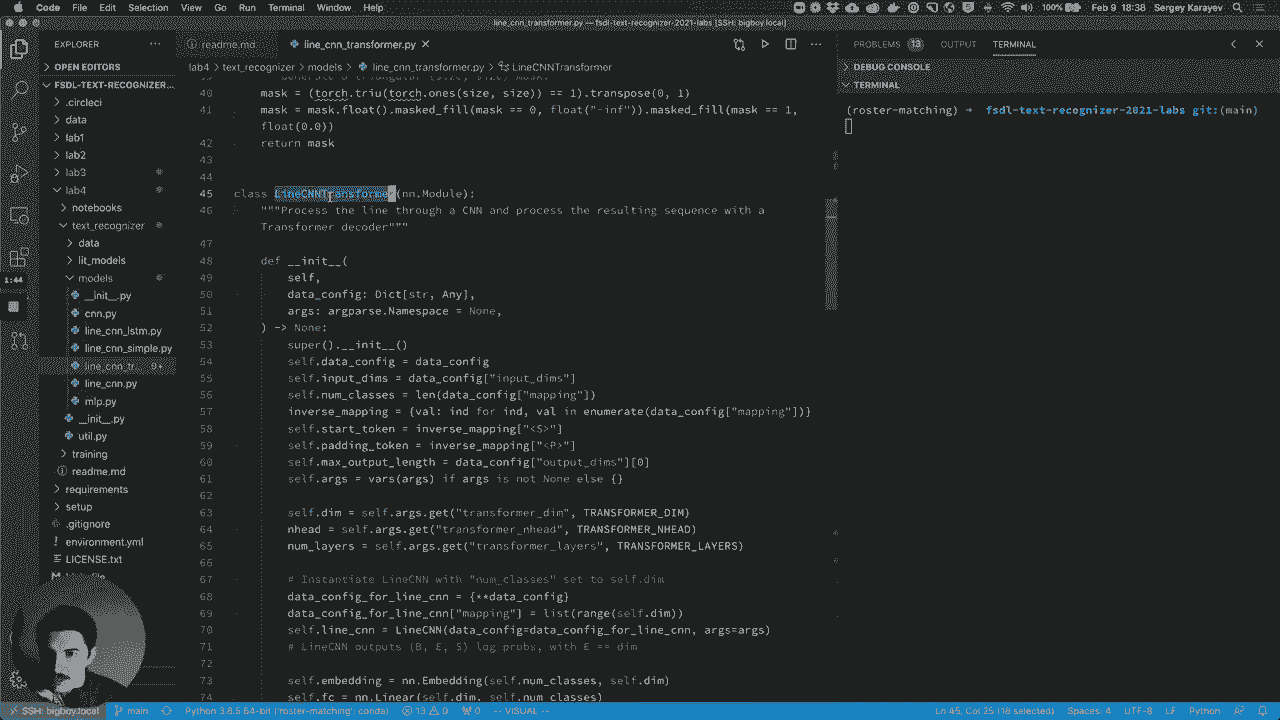 Code File Edit Selection View Go Run Terminal Window Help 100% Feb 9 18:38 Sergey Karayev
line_cnn_transformer.py — fsdl-text-recognizer-2021-labs [SSH: bigboy.local]
EXPLORER
OPEN EDITORS
FSDL-TEXT-RECOGNIZER...
.circleci
data
lab1
lab2
lab3
lab4
notebooks
text_recognizer
data
lit_models
models
__init__.py
cnn.py
line_cnn_lstm.py
line_cnn_simple.py
line_cnn_tr... 9+
line_cnn.py
mlp.py
__init__.py
util.py
training
readme.md
requirements
setup
.gitignore
environment.yml
LICENSE.txt
1:44
readme.md line_cnn_transformer.py
lab4 > text_recognizer > models > line_cnn_transformer.py > LineCNNTransformer
40 mask = (torch.triu(torch.ones(size, size)) == 1).transpose(0, 1)
41 mask = mask.float().masked_fill(mask == 0, float("-inf")).masked_fill(mask == 1,
float(0.0))
42 return mask
43
44
45 class LineCNNTransformer(nn.Module):
46 """Process the line through a CNN and process the resulting sequence with a
Transformer decoder"""
47
48 def __init__(
49 self,
50 data_config: Dict[str, Any],
51 args: argparse.Namespace = None,
52 ) -> None:
53 super().__init__()
54 self.data_config = data_config
55 self.input_dims = data_config["input_dims"]
56 self.num_classes = len(data_config["mapping"])
57 inverse_mapping = {val: ind for ind, val in enumerate(data_config["mapping"])}
58 self.start_token = inverse_mapping["<S>"]
59 self.padding_token = inverse_mapping["<P>"]
60 self.max_output_length = data_config["output_dims"][0]
61 self.args = vars(args) if args is not None else {}
62
63 self.dim = self.args.get("transformer_dim", TRANSFORMER_DIM)
64 nhead = self.args.get("transformer_nhead", TRANSFORMER_NHEAD)
65 num_layers = self.args.get("transformer_layers", TRANSFORMER_LAYERS)
66
67 # Instantiate LineCNN with "num_classes" set to self.dim
68 data_config_for_line_cnn = {**data_config}
69 data_config_for_line_cnn["mapping"] = list(range(self.dim))
70 self.line_cnn = LineCNN(data_config=data_config_for_line_cnn, args=args)
71 # LineCNN outputs (B, E, S) log probs, with E == dim
72
73 self.embedding = nn.Embedding(self.num_classes, self.dim)
74 self.fc = nn.Linear(self.dim, self.num_classes)
PROBLEMS 13 OUTPUT TERMINAL
DEBUG CONSOLE
TERMINAL
(roster-matching) → fsdl-text-recognizer-2021-labs git:(main)
SSH: bigboy.local main Python 3.8.5 64-bit ('roster-matching': conda) 13 0 0 -- VISUAL -- Ln 45, Col 25 (18 selected) Spaces: 4 UTF-8 LF Python